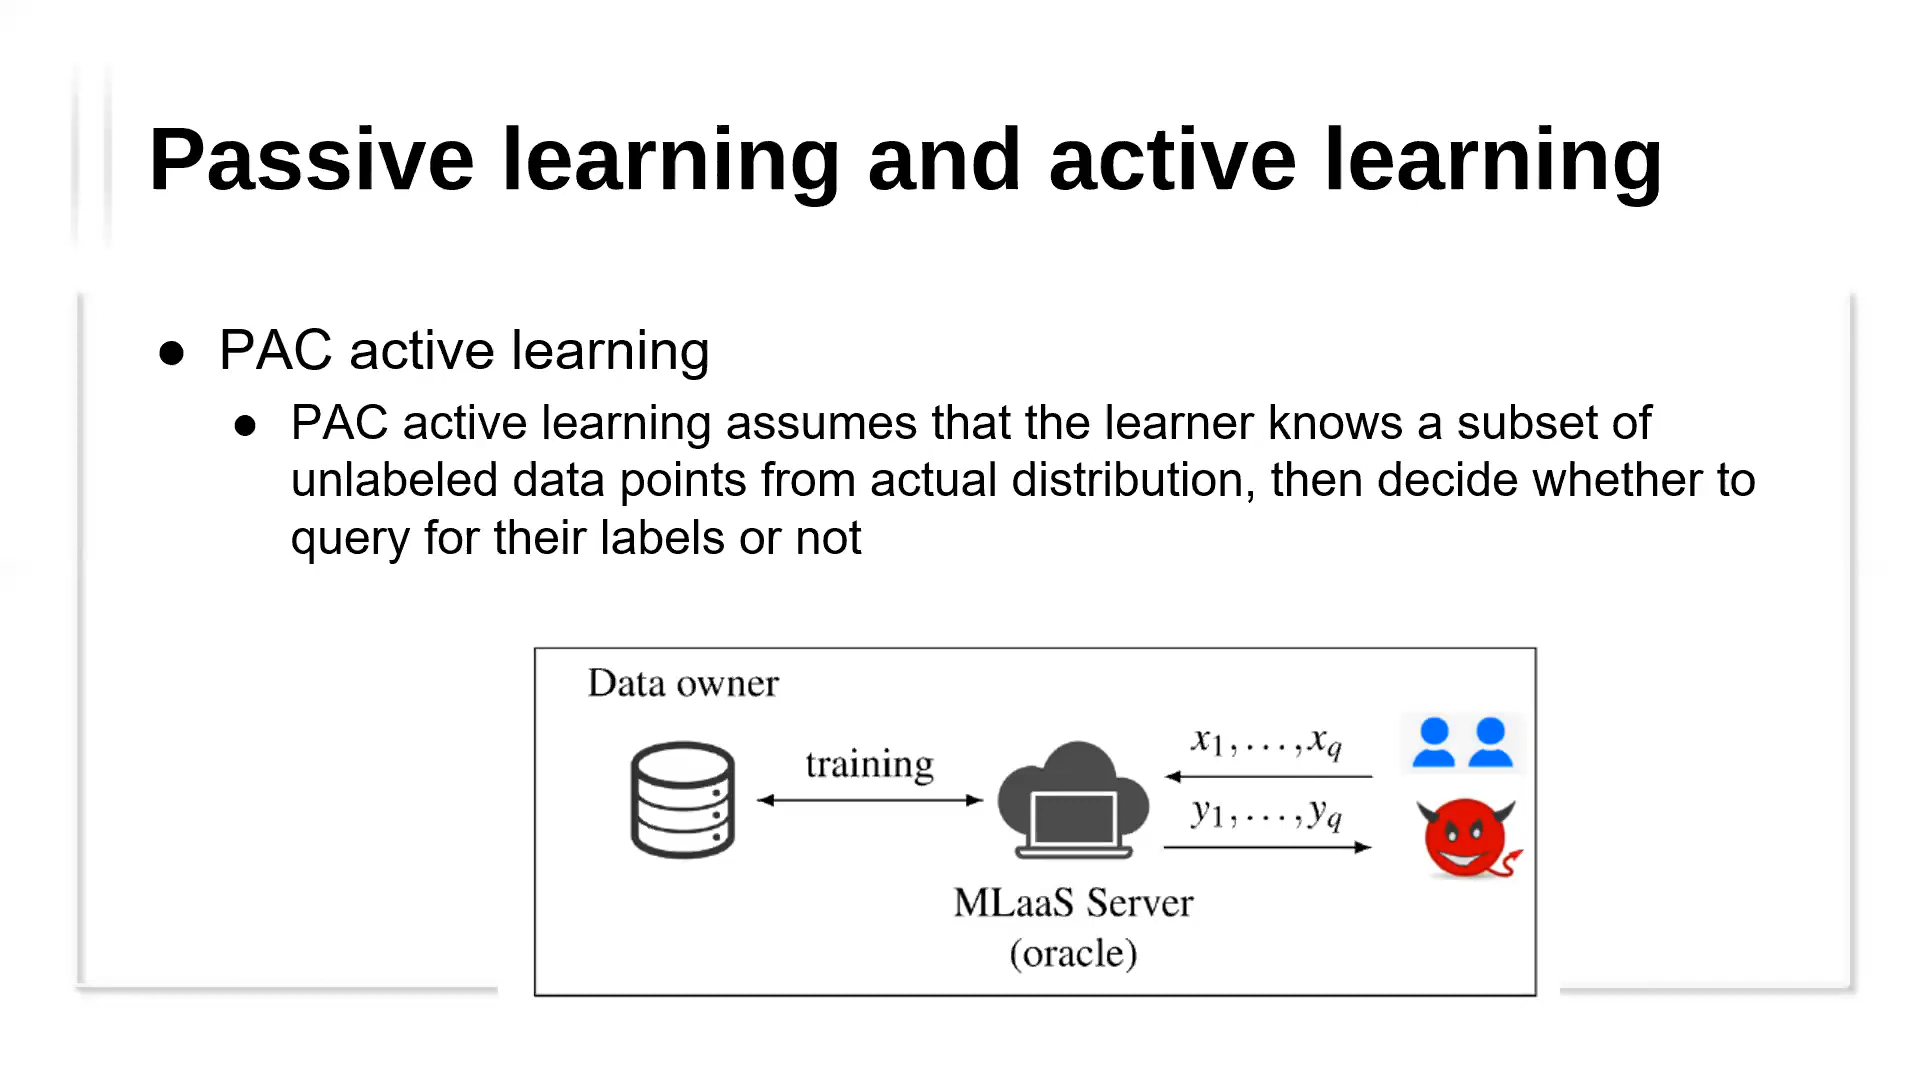 Passive learning and active learning
● PAC active learning
● PAC active learning assumes that the learner knows a subset of
unlabeled data points from actual distribution, then decide whether to
query for their labels or not
Data owner
training
x₁,...,x_q
y₁,...,y_q
MLaaS Server
(oracle)